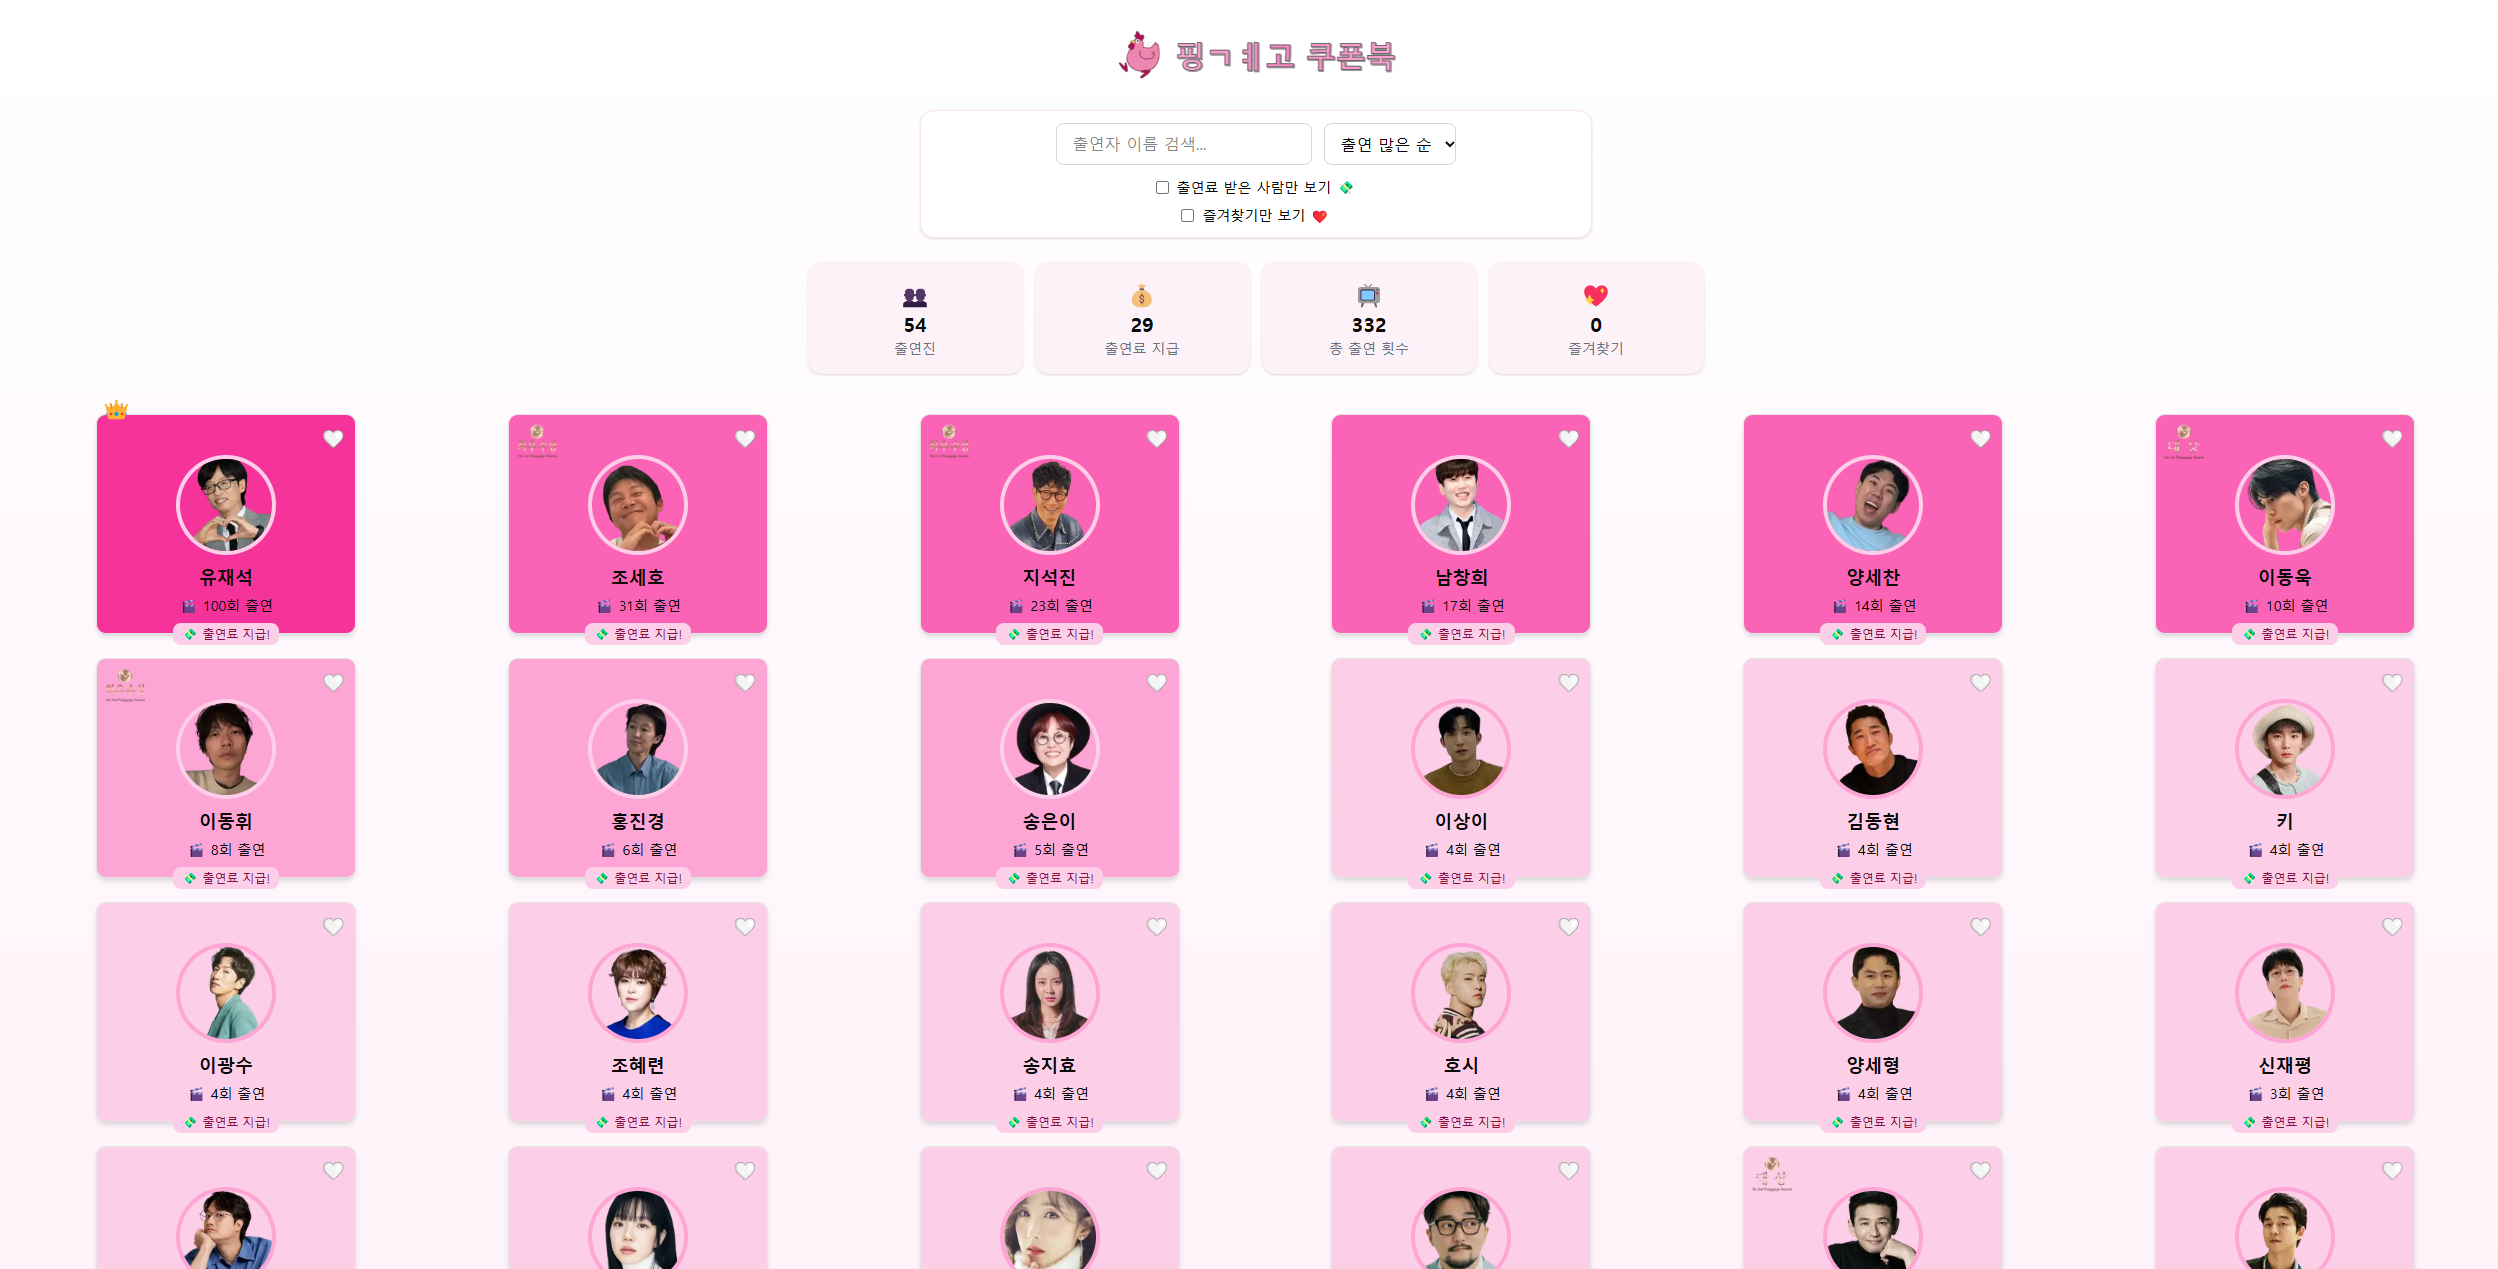 핑ㄱㅖ고 쿠폰북
출연자 이름 검색...
출연 많은 순
출연료 받은 사람만 보기
즐겨찾기만 보기
54
출연진
29
출연료 지급
332
총 출연 횟수
0
즐겨찾기
유재석
100회 출연
출연료 지급!
조세호
31회 출연
출연료 지급!
지석진
23회 출연
출연료 지급!
남창희
17회 출연
출연료 지급!
양세찬
14회 출연
출연료 지급!
이동욱
10회 출연
출연료 지급!
이동휘
8회 출연
출연료 지급!
홍진경
6회 출연
출연료 지급!
송은이
5회 출연
출연료 지급!
이상이
4회 출연
출연료 지급!
김동현
4회 출연
출연료 지급!
키
4회 출연
출연료 지급!
이광수
4회 출연
출연료 지급!
조혜련
4회 출연
출연료 지급!
송지효
4회 출연
출연료 지급!
호시
4회 출연
출연료 지급!
양세형
4회 출연
출연료 지급!
신재평
3회 출연
출연료 지급!
대상